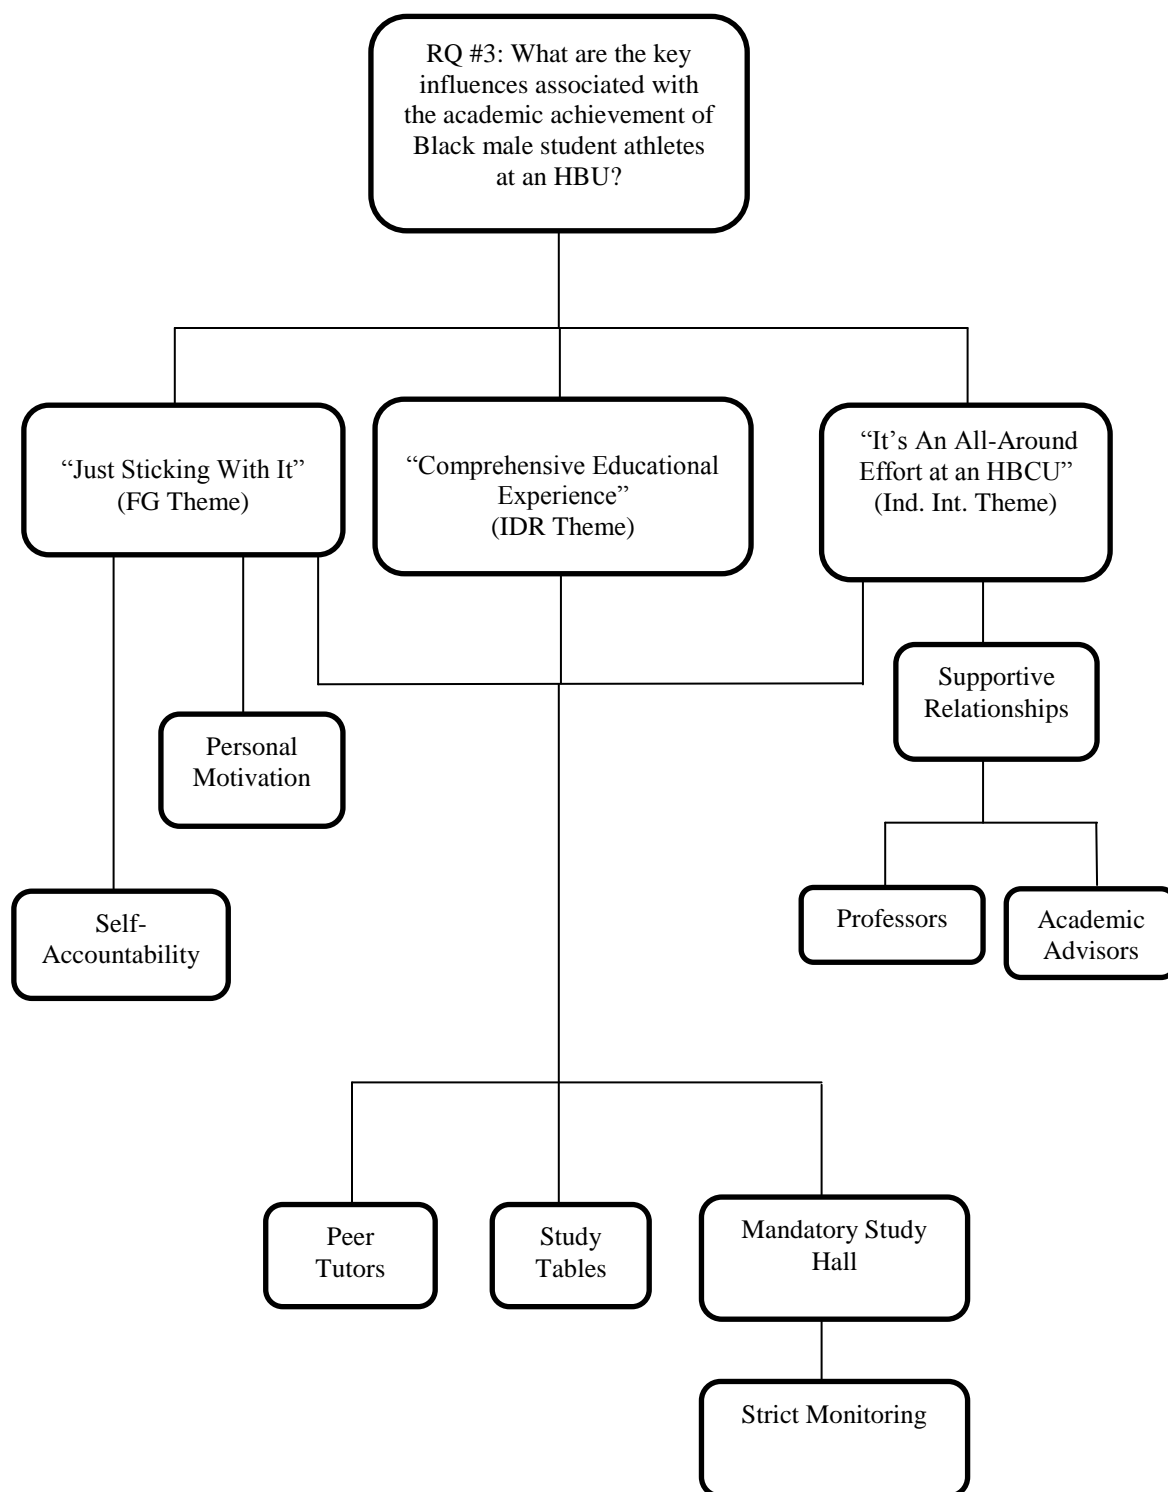 RQ #3: What are the key
influences associated with
the academic achievement of
Black male student athletes
at an HBU?
“Just Sticking With It”
(FG Theme)
“Comprehensive Educational
Experience”
(IDR Theme)
“It’s An All-Around
Effort at an HBCU”
(Ind. Int. Theme)
Supportive
Relationships
Personal
Motivation
Self-
Accountability
Professors
Academic
Advisors
Peer
Tutors
Study
Tables
Mandatory Study
Hall
Strict Monitoring